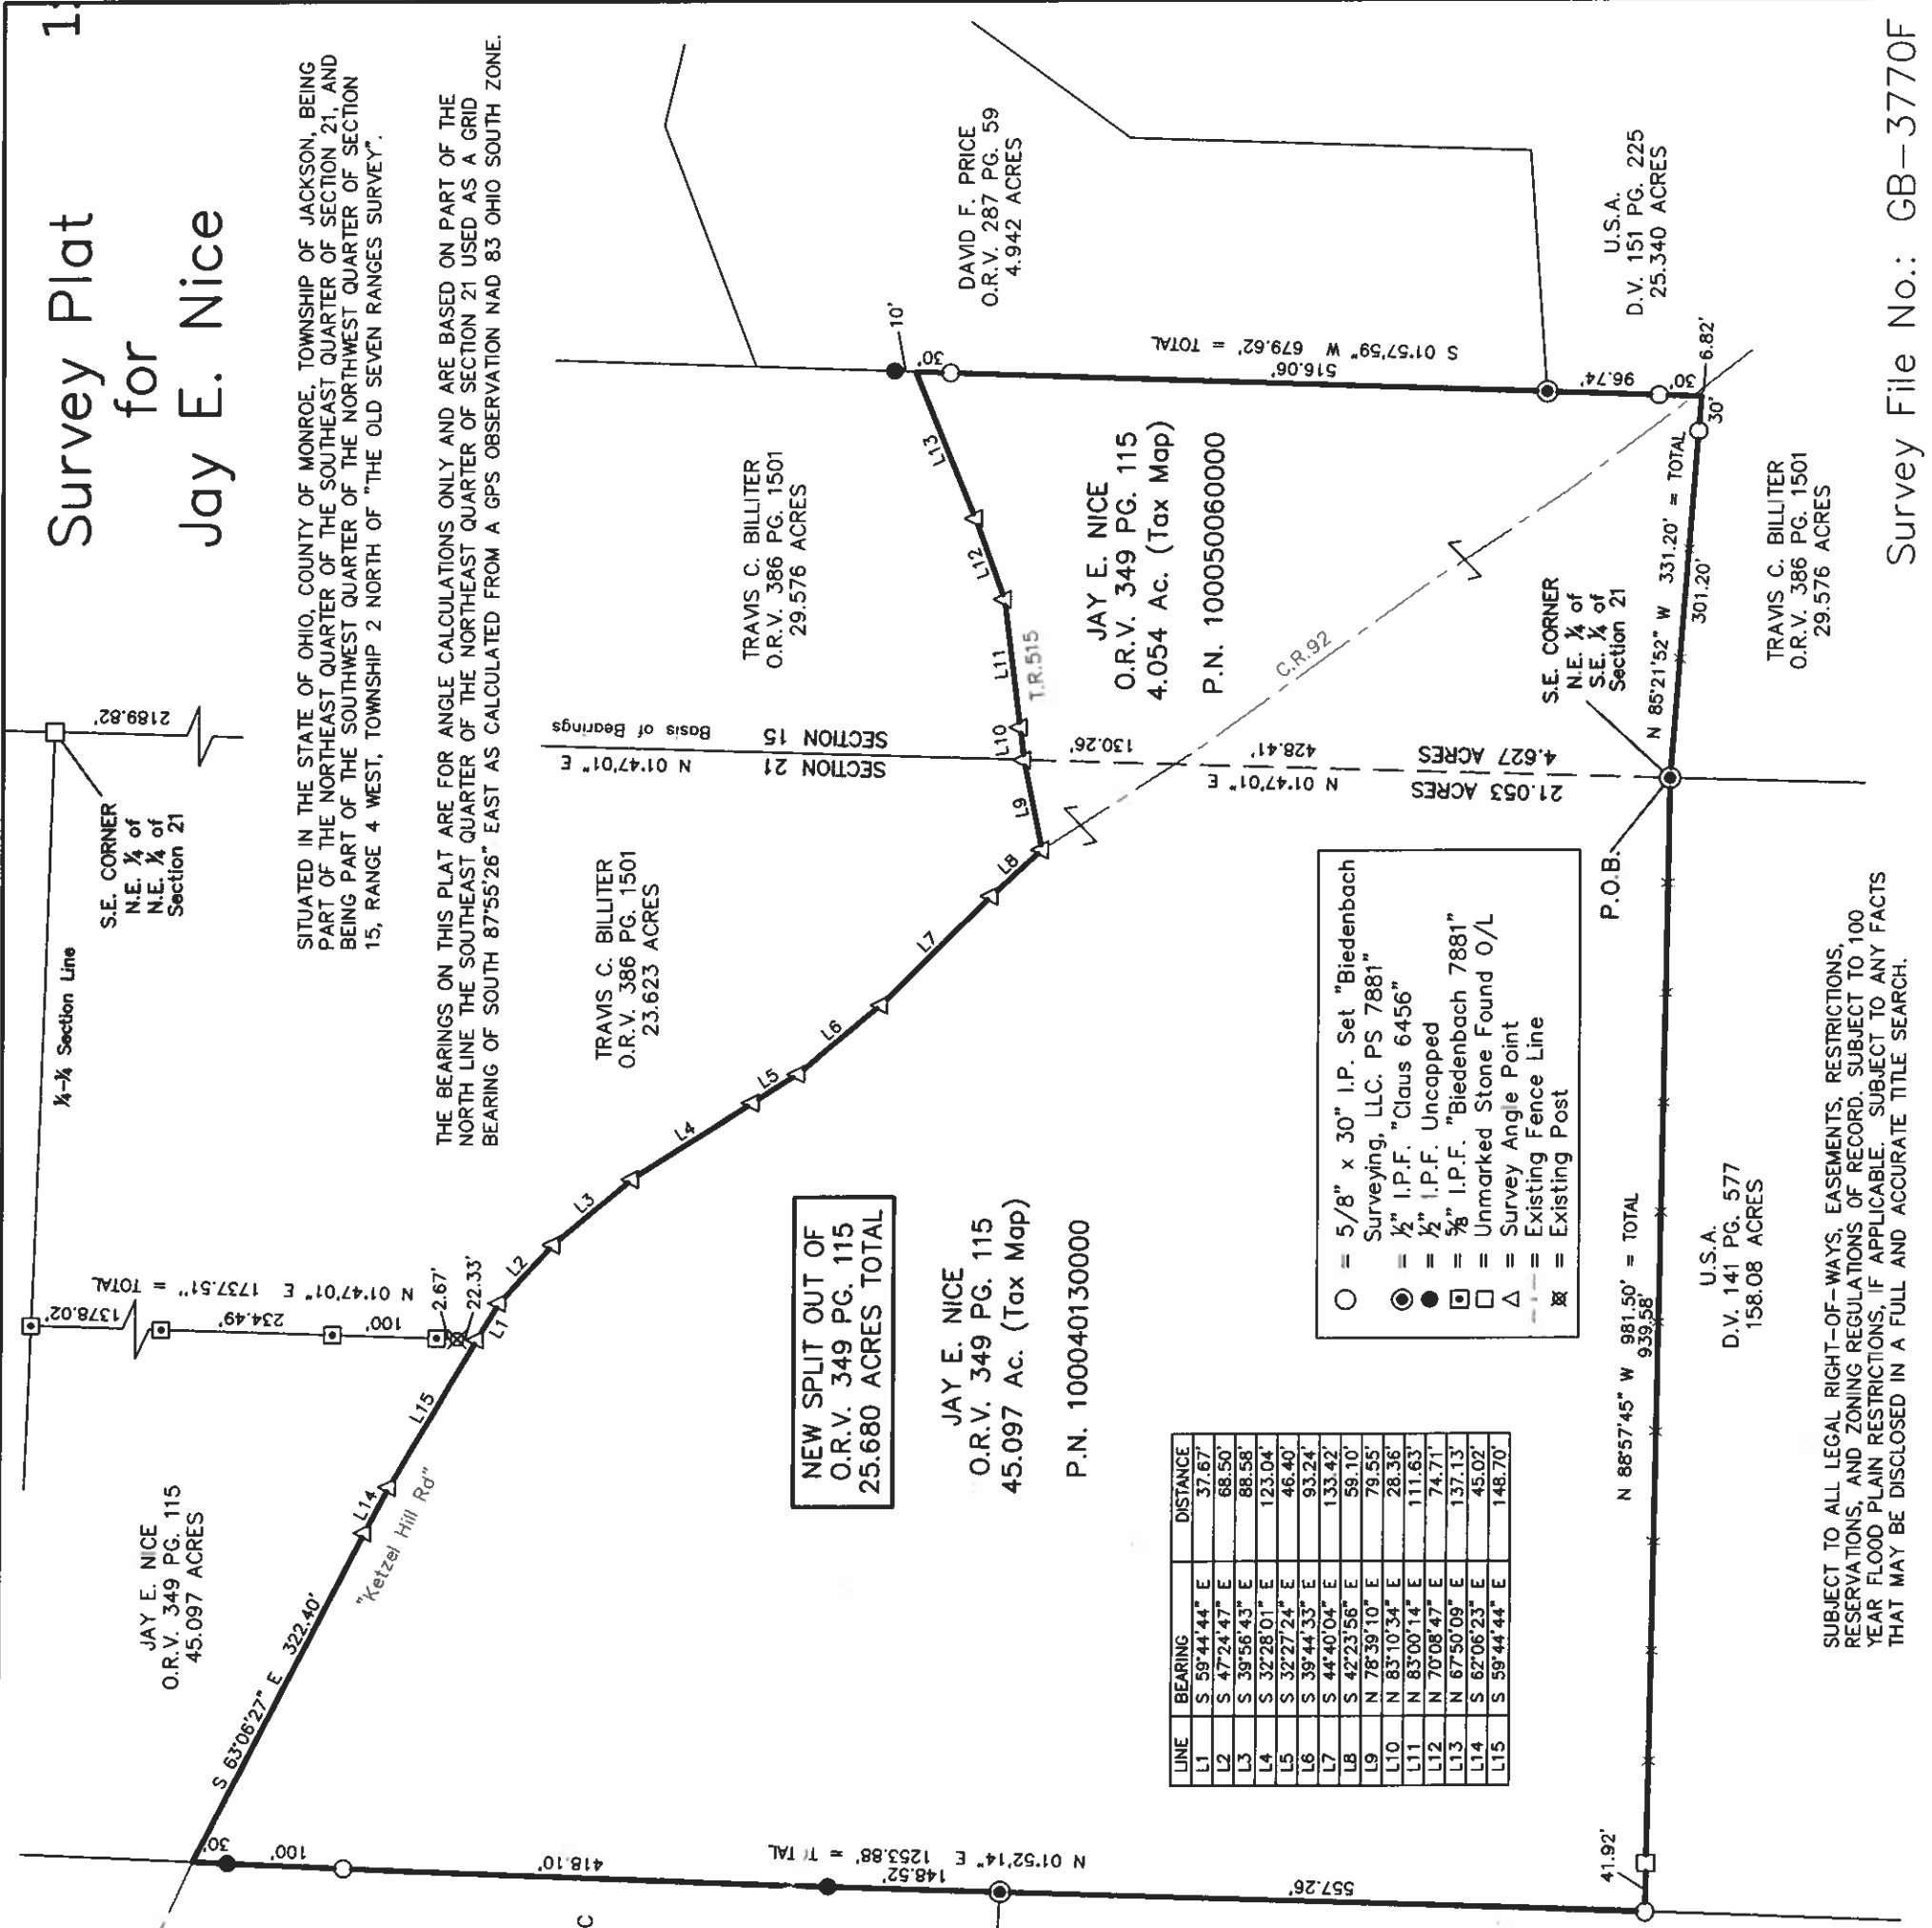 Survey Plat
for
Jay E. Nice
SITUATED IN THE STATE OF OHIO, COUNTY OF MONROE, TOWNSHIP OF JACKSON, BEING
PART OF THE NORTHEAST QUARTER OF THE SOUTHEAST QUARTER OF SECTION 21, AND
BEING PART OF THE SOUTHWEST QUARTER OF THE NORTHWEST QUARTER OF SECTION
15, RANGE 4 WEST, TOWNSHIP 2 NORTH OF "THE OLD SEVEN RANGES SURVEY".
THE BEARINGS ON THIS PLAT ARE FOR ANGLE CALCULATIONS ONLY AND ARE BASED ON PART OF THE
NORTH LINE THE SOUTHEAST QUARTER OF THE NORTHEAST QUARTER OF SECTION 21 USED AS A GRID
BEARING OF SOUTH 87°55'26" EAST AS CALCULATED FROM A GPS OBSERVATION NAD 83 OHIO SOUTH ZONE.
¼-¼ Section Line
S.E. CORNER
N.E. ¼ of
N.E. ¼ of
Section 21
2189.82'
JAY E. NICE
O.R.V. 349 PG. 115
45.097 ACRES
S 63°06'27" E 322.40'
"Ketzel Hill Rd"
L14
L15
1378.02'
234.49'
100'
N 01°47'01" E 1737.51" = TOTAL
2.67'
22.33'
L1
L2
L3
L4
L5
L6
L7
L8
L9
L10
L11
L12
L13
TRAVIS C. BILLITER
O.R.V. 386 PG. 1501
23.623 ACRES
N 01°47'01" E
Basis of Bearings
SECTION 21
SECTION 15
TRAVIS C. BILLITER
O.R.V. 386 PG. 1501
29.576 ACRES
T.R.515
10'
30'
DAVID F. PRICE
O.R.V. 287 PG. 59
4.942 ACRES
S 01°57'59" W 679.62' = TOTAL
516.06'
96.74'
30'
6.82'
30'
U.S.A.
D.V. 151 PG. 225
25.340 ACRES
JAY E. NICE
O.R.V. 349 PG. 115
4.054 Ac. (Tax Map)
P.N. 100050060000
C.R.92
130.26'
428.41'
N 01°47'01" E
4.627 ACRES
21.053 ACRES
S.E. CORNER
N.E. ¼ of
S.E. ¼ of
Section 21
N 85°21'52" W 331.20' = TOTAL
301.20'
TRAVIS C. BILLITER
O.R.V. 386 PG. 1501
29.576 ACRES
P.O.B.
NEW SPLIT OUT OF
O.R.V. 349 PG. 115
25.680 ACRES TOTAL
JAY E. NICE
O.R.V. 349 PG. 115
45.097 Ac. (Tax Map)
P.N. 100040130000
= 5/8" x 30" I.P. Set "Biedenbach
Surveying, LLC. PS 7881"
= ½" I.P.F. "Claus 6456"
= ½" I.P.F. Uncapped
= ⅝" I.P.F. "Biedenbach 7881"
= Unmarked Stone Found O/L
= Survey Angle Point
= Existing Fence Line
= Existing Post
LINE BEARING DISTANCE
L1 S 59°44'44" E 37.67'
L2 S 47°24'47" E 68.50'
L3 S 39°56'43" E 88.58'
L4 S 32°28'01" E 123.04'
L5 S 32°27'24" E 46.40'
L6 S 39°44'33" E 93.24'
L7 S 44°40'04" E 133.42'
L8 S 42°23'56" E 59.10'
L9 N 78°39'10" E 79.55'
L10 N 83°10'34" E 28.36'
L11 N 83°00'14" E 111.63'
L12 N 70°08'47" E 74.71'
L13 N 67°50'09" E 137.13'
L14 S 62°06'23" E 45.02'
L15 S 59°44'44" E 148.70'
30'
100'
418.10'
148.52'
N 01°52'14" E 1253.88' = TOTAL
557.26'
41.92'
C
N 88°57'45" W 981.50' = TOTAL
939.58'
U.S.A.
D.V. 141 PG. 577
158.08 ACRES
SUBJECT TO ALL LEGAL RIGHT-OF-WAYS, EASEMENTS, RESTRICTIONS,
RESERVATIONS, AND ZONING REGULATIONS OF RECORD. SUBJECT TO 100
YEAR FLOOD PLAIN RESTRICTIONS, IF APPLICABLE. SUBJECT TO ANY FACTS
THAT MAY BE DISCLOSED IN A FULL AND ACCURATE TITLE SEARCH.
Survey File No.: GB-3770F